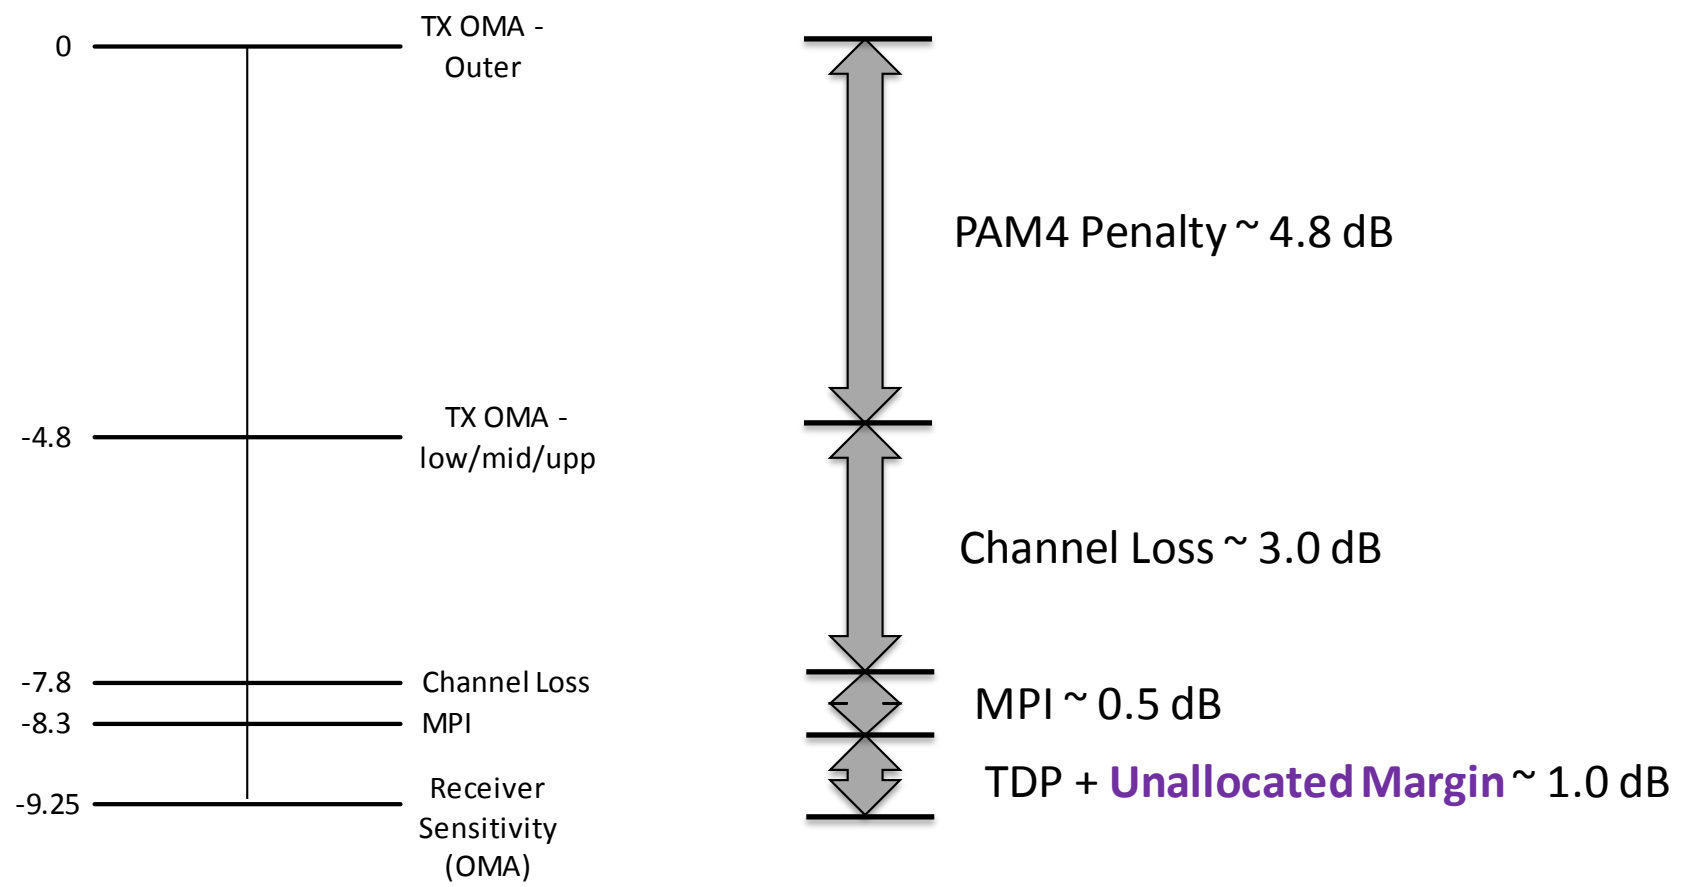 0
TX OMA -
Outer
PAM4 Penalty ~ 4.8 dB
-4.8
TX OMA -
low/mid/upp
Channel Loss ~ 3.0 dB
-7.8
Channel Loss
-8.3
MPI
MPI ~ 0.5 dB
TDP + Unallocated Margin ~ 1.0 dB
-9.25
Receiver
Sensitivity
(OMA)